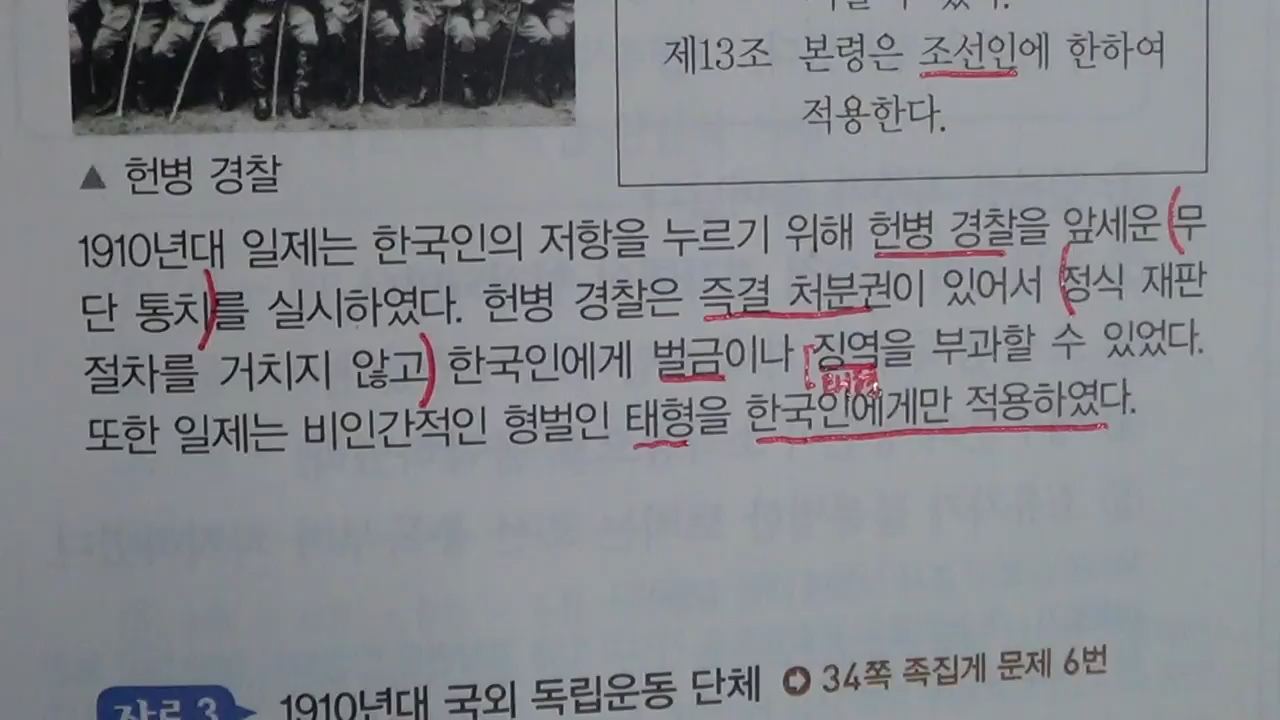 제13조 본령은 조선인에 한하여
적용한다.
▲ 헌병 경찰
1910년대 일제는 한국인의 저항을 누르기 위해 헌병 경찰을 앞세운 무
단 통치를 실시하였다. 헌병 경찰은 즉결 처분권이 있어서 정식 재판
절차를 거치지 않고 한국인에게 벌금이나 징역을 부과할 수 있었다.
또한 일제는 비인간적인 형벌인 태형을 한국인에게만 적용하였다.
자료 3 1910년대 국외 독립운동 단체 34쪽 족집게 문제 6번